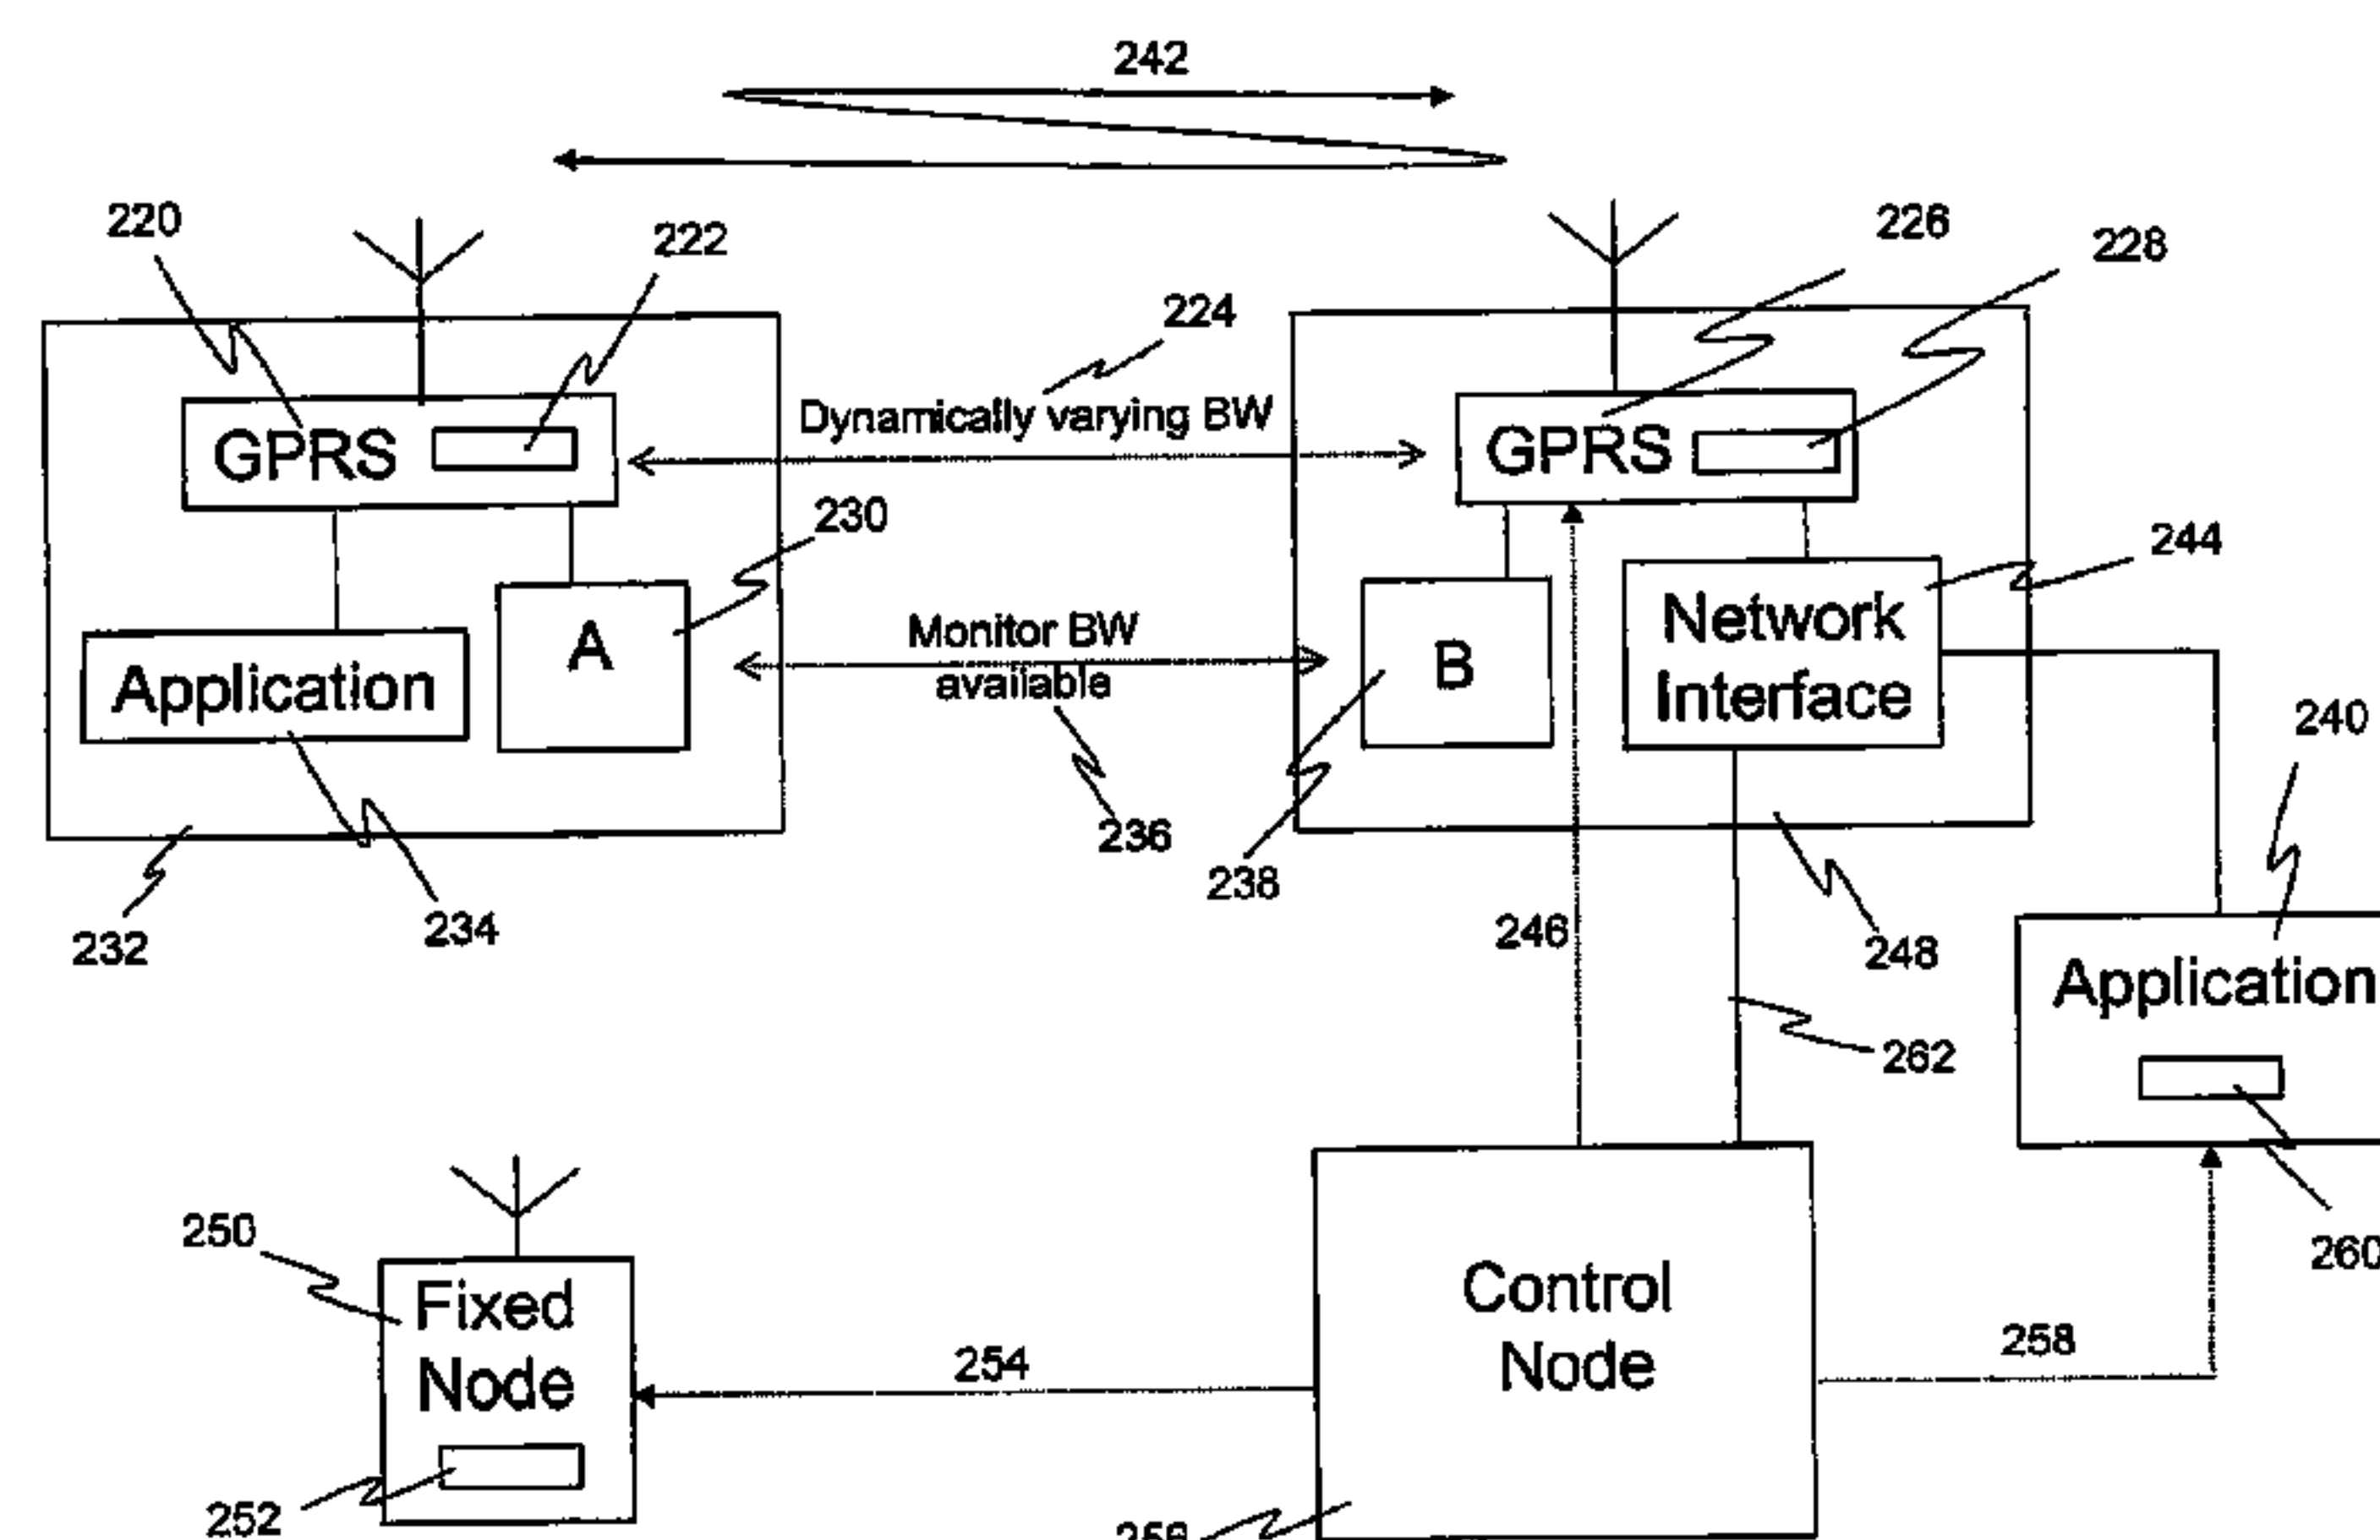 242
220
222
224
226
228
Dynamically varying BW
GPRS
GPRS
230
244
A
Monitor BW
available
B
Network
Interface
Application
240
236
238
232
234
246
248
Application
262
250
260
Fixed
Node
254
Control
Node
258
252